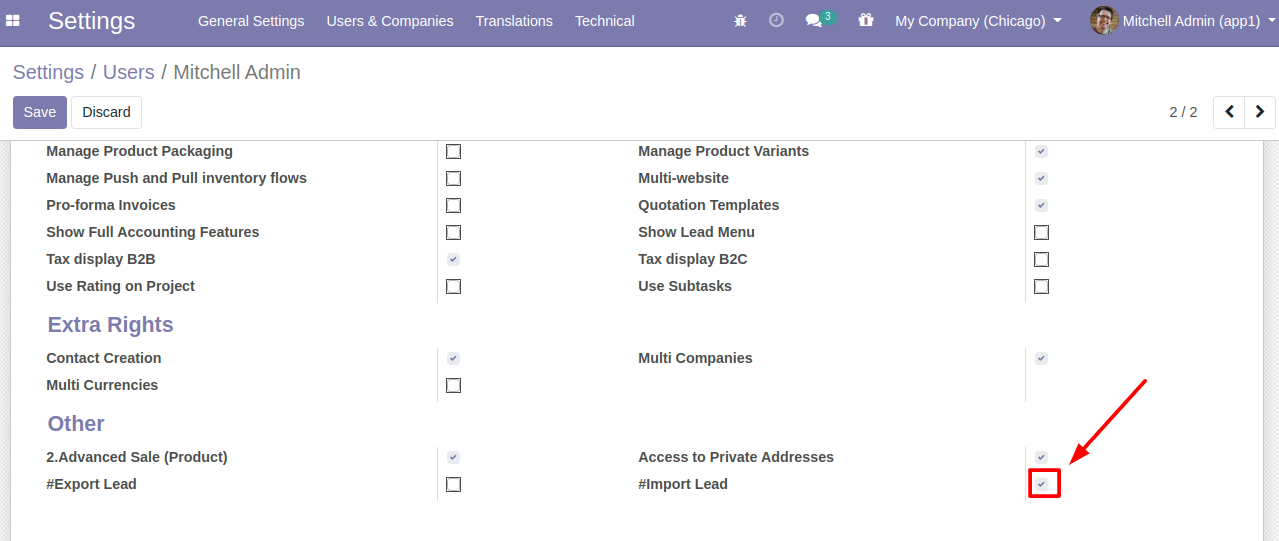 Settings General Settings Users & Companies Translations Technical 3 My Company (Chicago) Mitchell Admin (app1)
Settings / Users / Mitchell Admin
Save Discard 2 / 2
Manage Product Packaging Manage Product Variants
Manage Push and Pull inventory flows Multi-website
Pro-forma Invoices Quotation Templates
Show Full Accounting Features Show Lead Menu
Tax display B2B Tax display B2C
Use Rating on Project Use Subtasks
Extra Rights
Contact Creation Multi Companies
Multi Currencies
Other
2.Advanced Sale (Product) Access to Private Addresses
#Export Lead #Import Lead